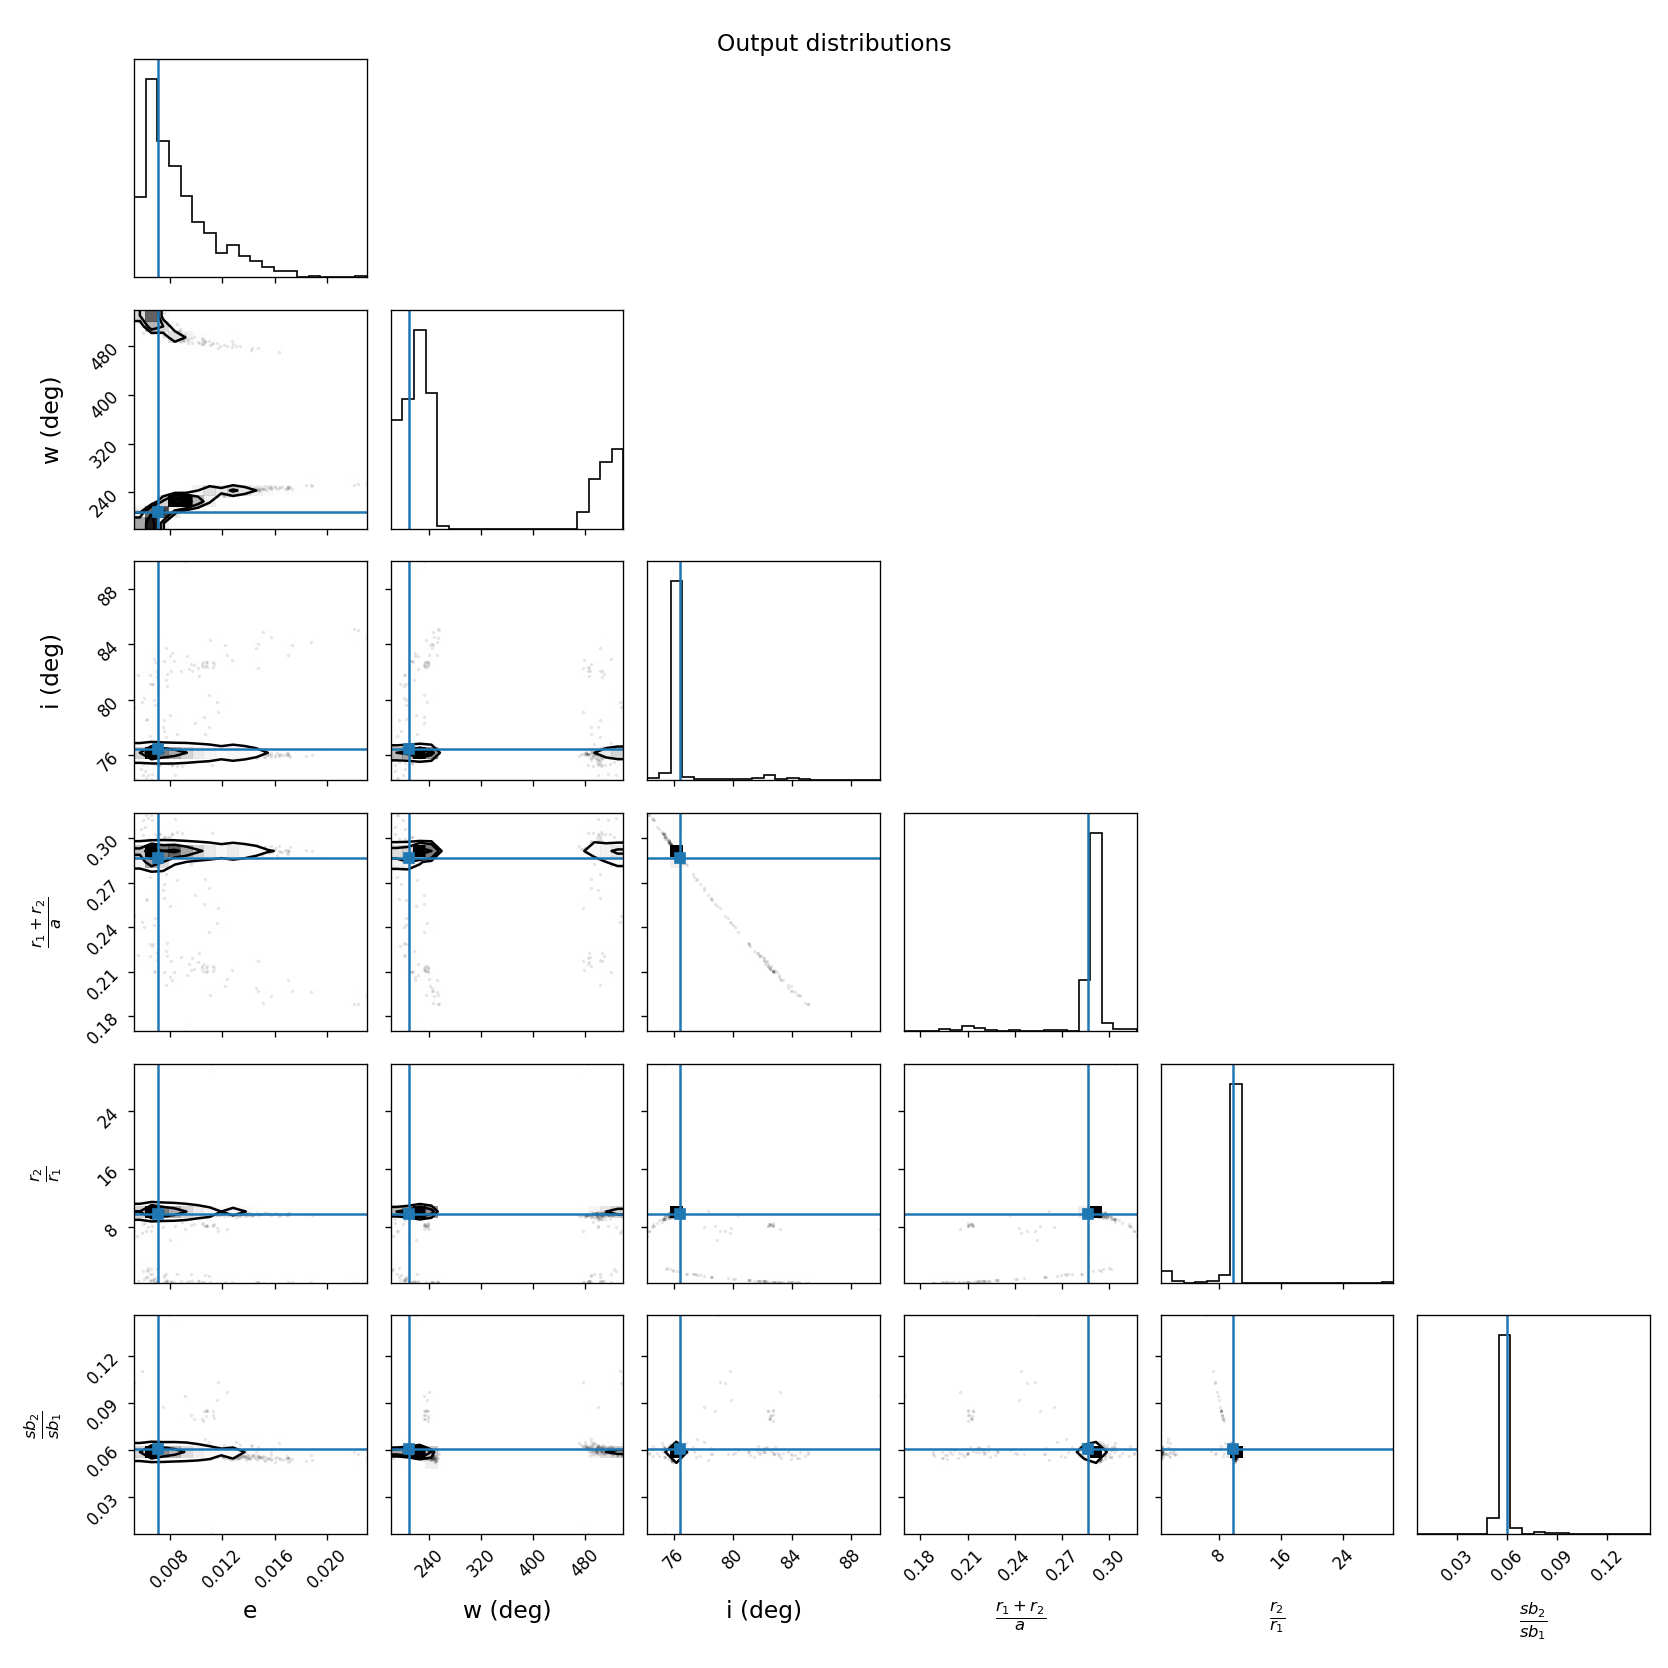 Output distributions
480
400
320
240
w (deg)
88
84
80
76
i (deg)
0.30
0.27
0.24
0.21
0.18
r₁ + r₂
a
24
16
8
r₂
r₁
0.12
0.09
0.06
0.03
sb₂
sb₁
0.008 0.012 0.016 0.020 240 320 400 480 76 80 84 88 0.18 0.21 0.24 0.27 0.30 8 16 24 0.03 0.06 0.09 0.12
e w (deg) i (deg) r₁ + r₂ r₂ sb₂
a r₁ sb₁